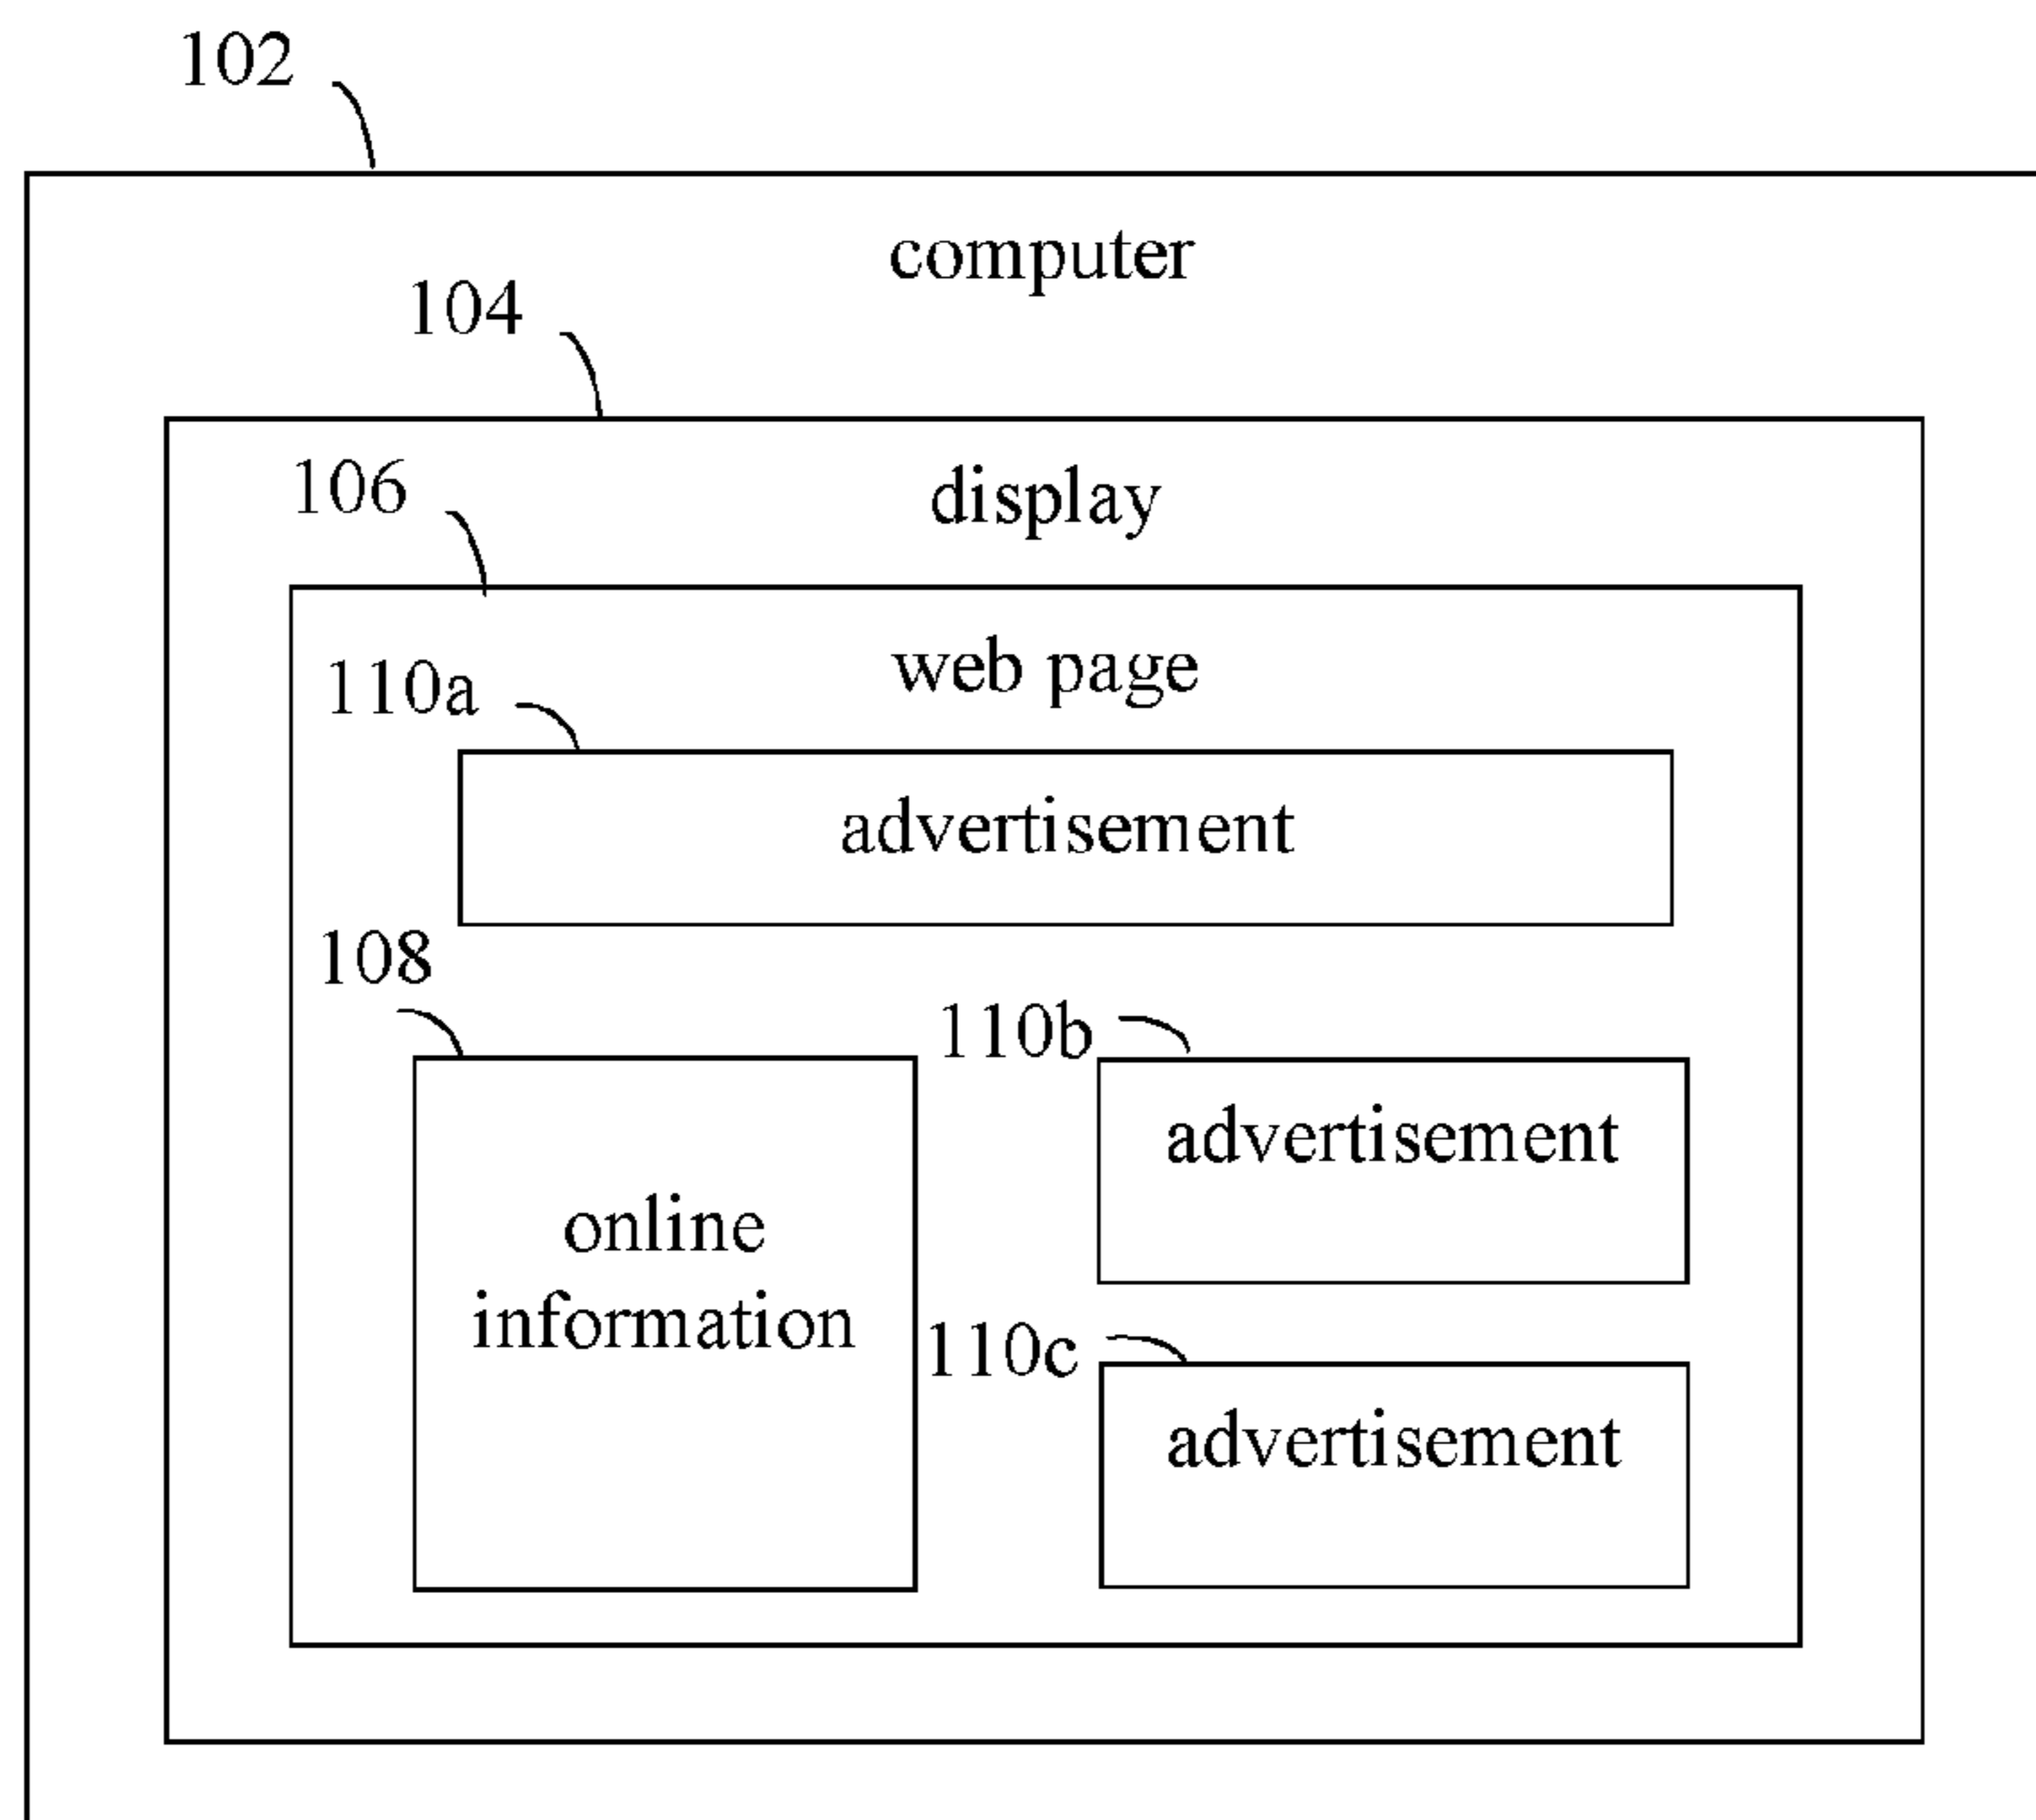 102
computer
104
display
106
web page
110a
advertisement
108
110b
advertisement
online
information
110c
advertisement